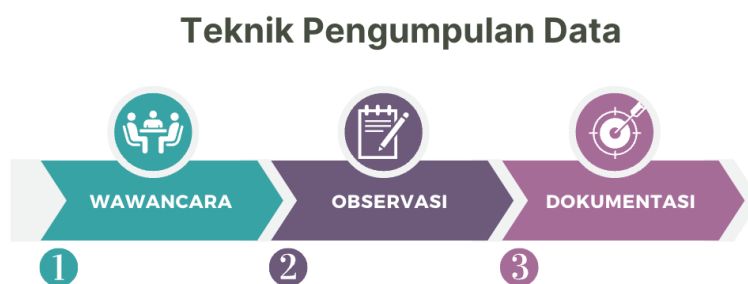 Teknik Pengumpulan Data
WAWANCARA
OBSERVASI
DOKUMENTASI
1
2
3